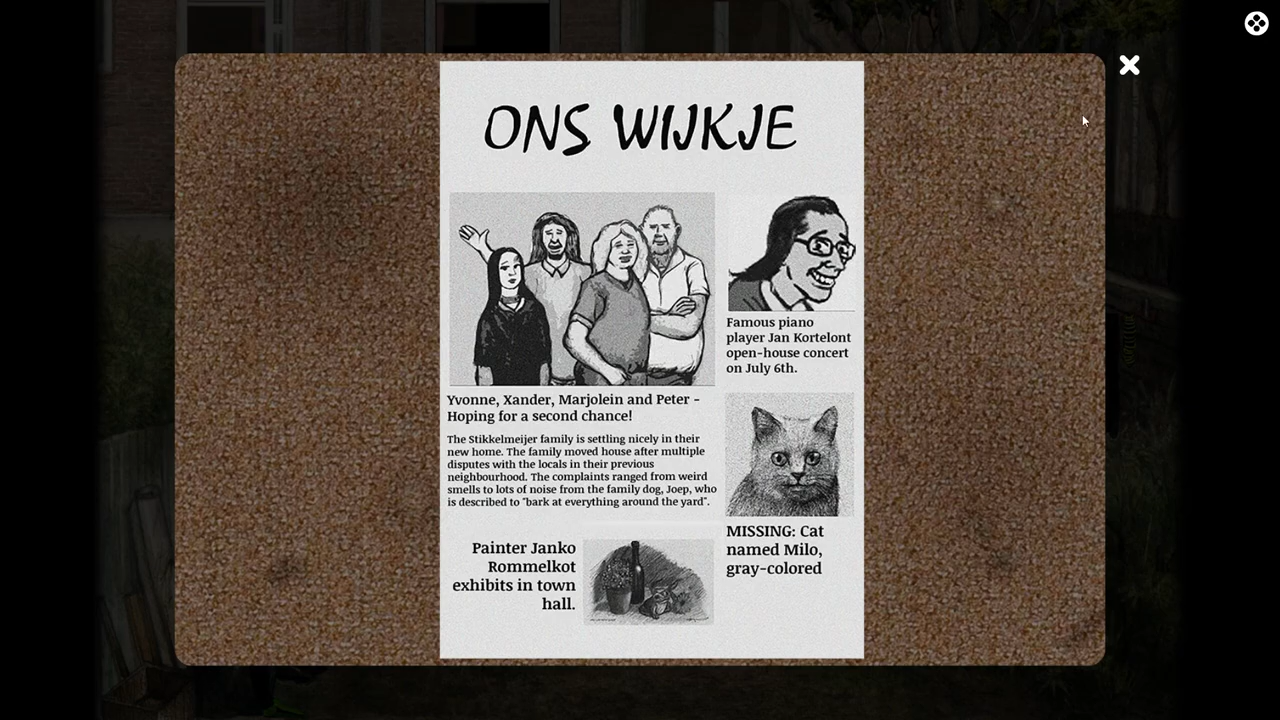 ONS WIJKJE
Yvonne, Xander, Marjolein and Peter -
Hoping for a second chance!
The Stikkelmeijer family is settling nicely in their
new home. The family moved house after multiple
disputes with the locals in their previous
neighbourhood. The complaints ranged from weird
smells to lots of noise from the family dog, Joep, who
is described to "bark at everything around the yard".
Painter Janko
Rommelkot
exhibits in town
hall.
Famous piano
player Jan Kortelont
open-house concert
on July 6th.
MISSING: Cat
named Milo,
gray-colored